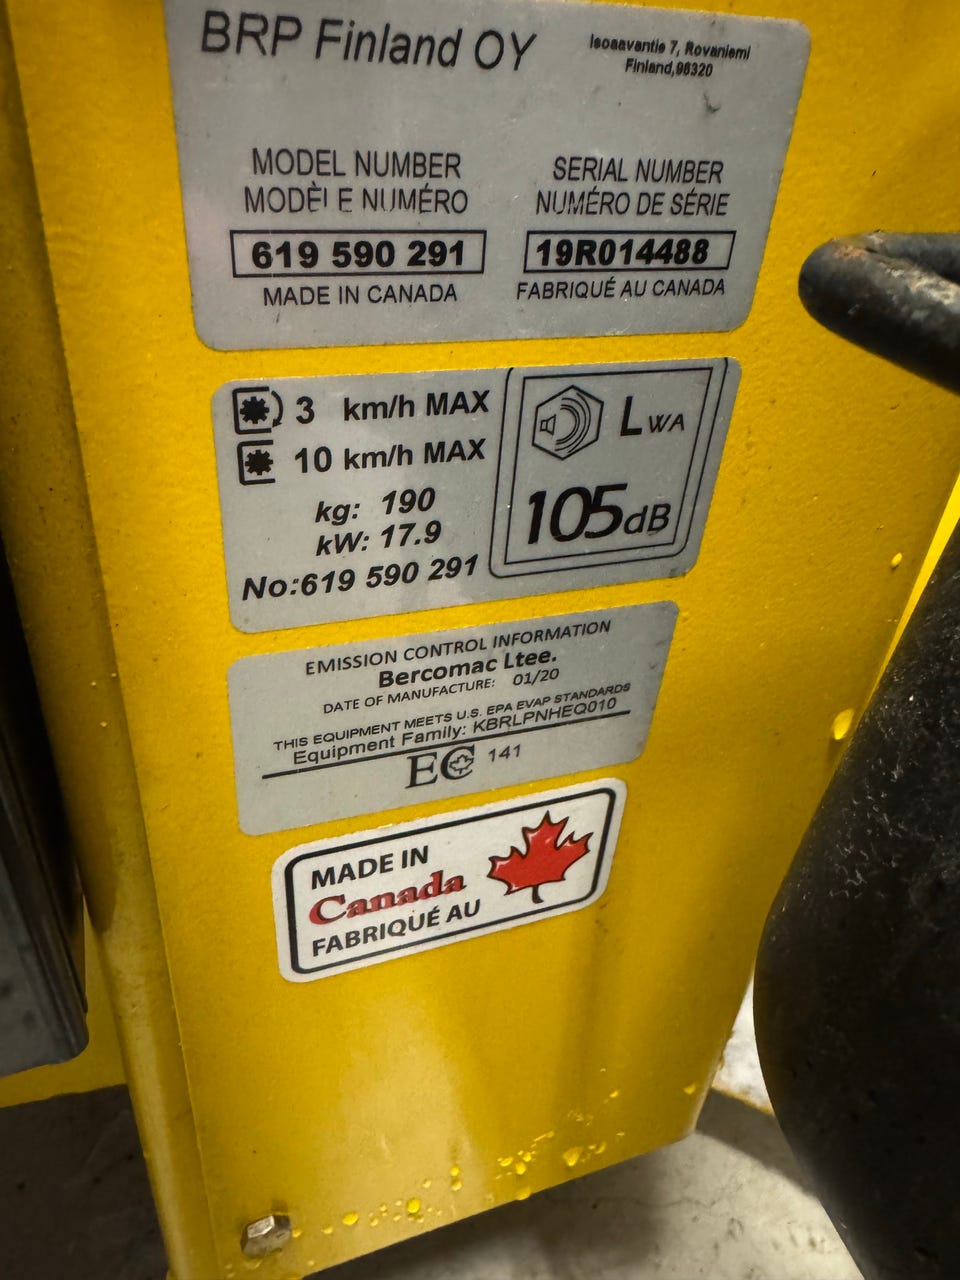 BRP Finland OY
Isoaavantie 7, Rovaniemi
Finland,96320
MODEL NUMBER
MODÈLE NUMÉRO
619 590 291
MADE IN CANADA
SERIAL NUMBER
NUMÉRO DE SÉRIE
19R014488
FABRIQUÉ AU CANADA
3 km/h MAX
10 km/h MAX
kg: 190
kW: 17.9
No:619 590 291
LWA
105dB
EMISSION CONTROL INFORMATION
Bercomac Ltee.
DATE OF MANUFACTURE: 01/20
THIS EQUIPMENT MEETS U.S. EPA EVAP STANDARDS
Equipment Family: KBRLPNHEQ010
EC 141
MADE IN
Canada
FABRIQUÉ AU